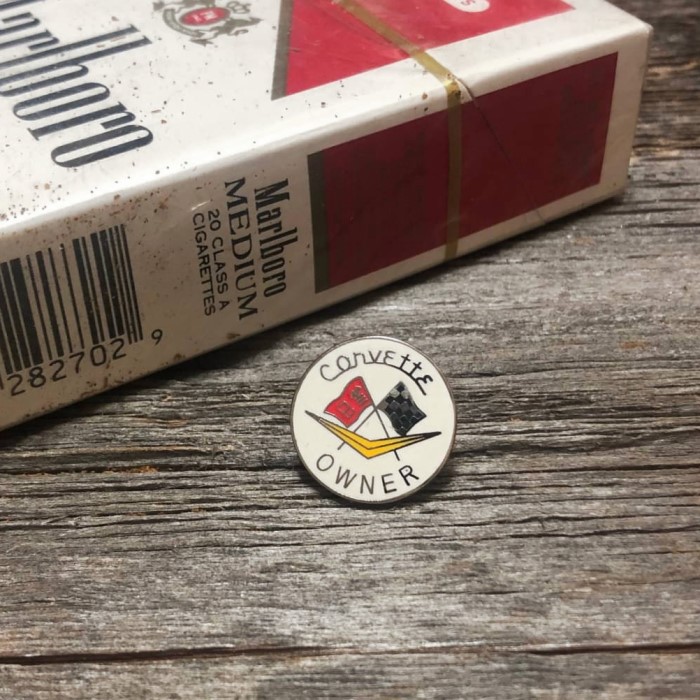 Marlboro
Marlboro
MEDIUM
20 CLASS A
CIGARETTES
282702 9
Corvette
OWNER